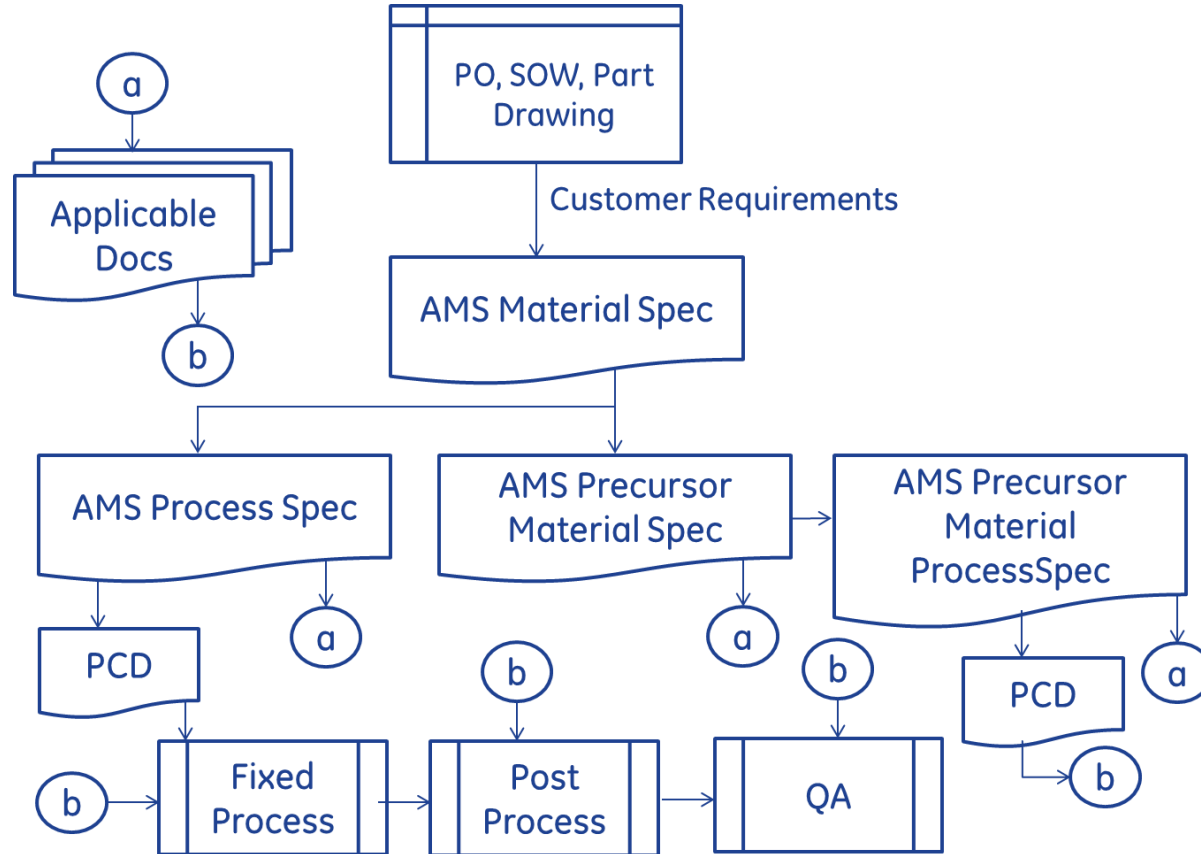 a
PO, SOW, Part
Drawing
Applicable
Docs
Customer Requirements
b
AMS Material Spec
AMS Process Spec
AMS Precursor
Material Spec
AMS Precursor
Material
ProcessSpec
a
a
a
PCD
b
b
PCD
b
Fixed
Process
Post
Process
QA
b